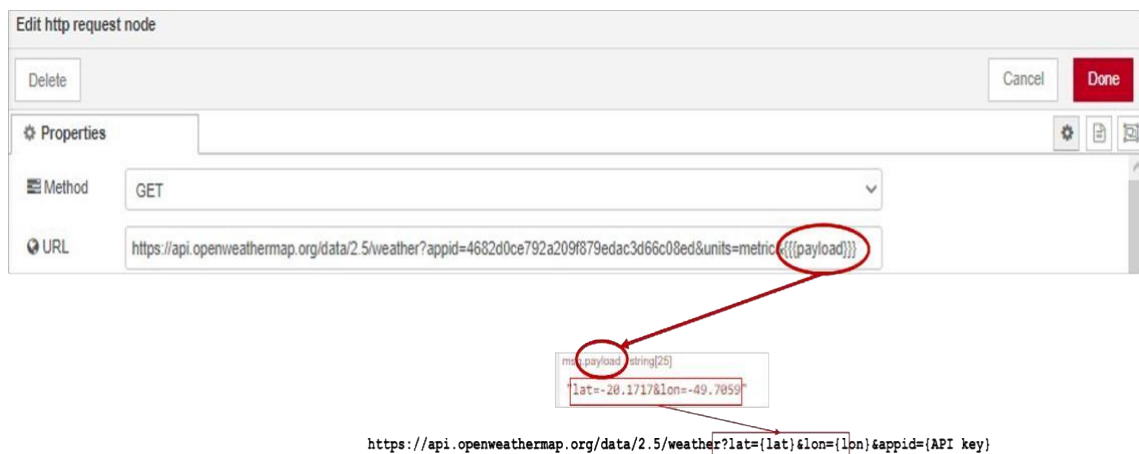 Edit http request node
Delete Cancel Done
Properties
Method GET
URL https://api.openweathermap.org/data/2.5/weather?appid=4682d0ce792a209f879edac3d66c08ed&units=metric&{{{payload}}}
msg.payload : string[25]
"lat=-20.1717&lon=-49.7059"
https://api.openweathermap.org/data/2.5/weather?lat={lat}&lon={lon}&appid={API key}